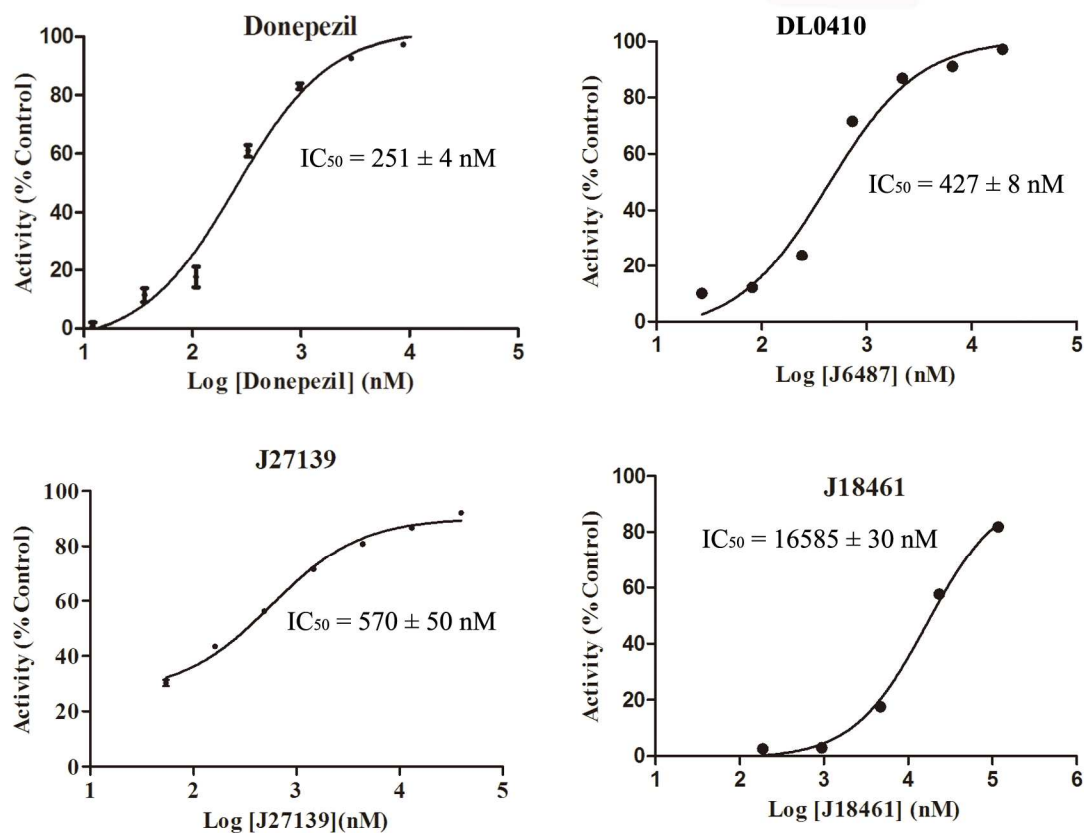 Donepezil
Activity (% Control)
100
80
60
40
20
0
IC₅₀ = 251 ± 4 nM
1 2 3 4 5
Log [Donepezil] (nM)
DL0410
Activity (% Control)
100
80
60
40
20
0
IC₅₀ = 427 ± 8 nM
1 2 3 4 5
Log [J6487] (nM)
J27139
Activity (% Control)
100
80
60
40
20
0
IC₅₀ = 570 ± 50 nM
1 2 3 4 5
Log [J27139](nM)
J18461
Activity (% Control)
100
80
60
40
20
0
IC₅₀ = 16585 ± 30 nM
1 2 3 4 5 6
Log [J18461] (nM)